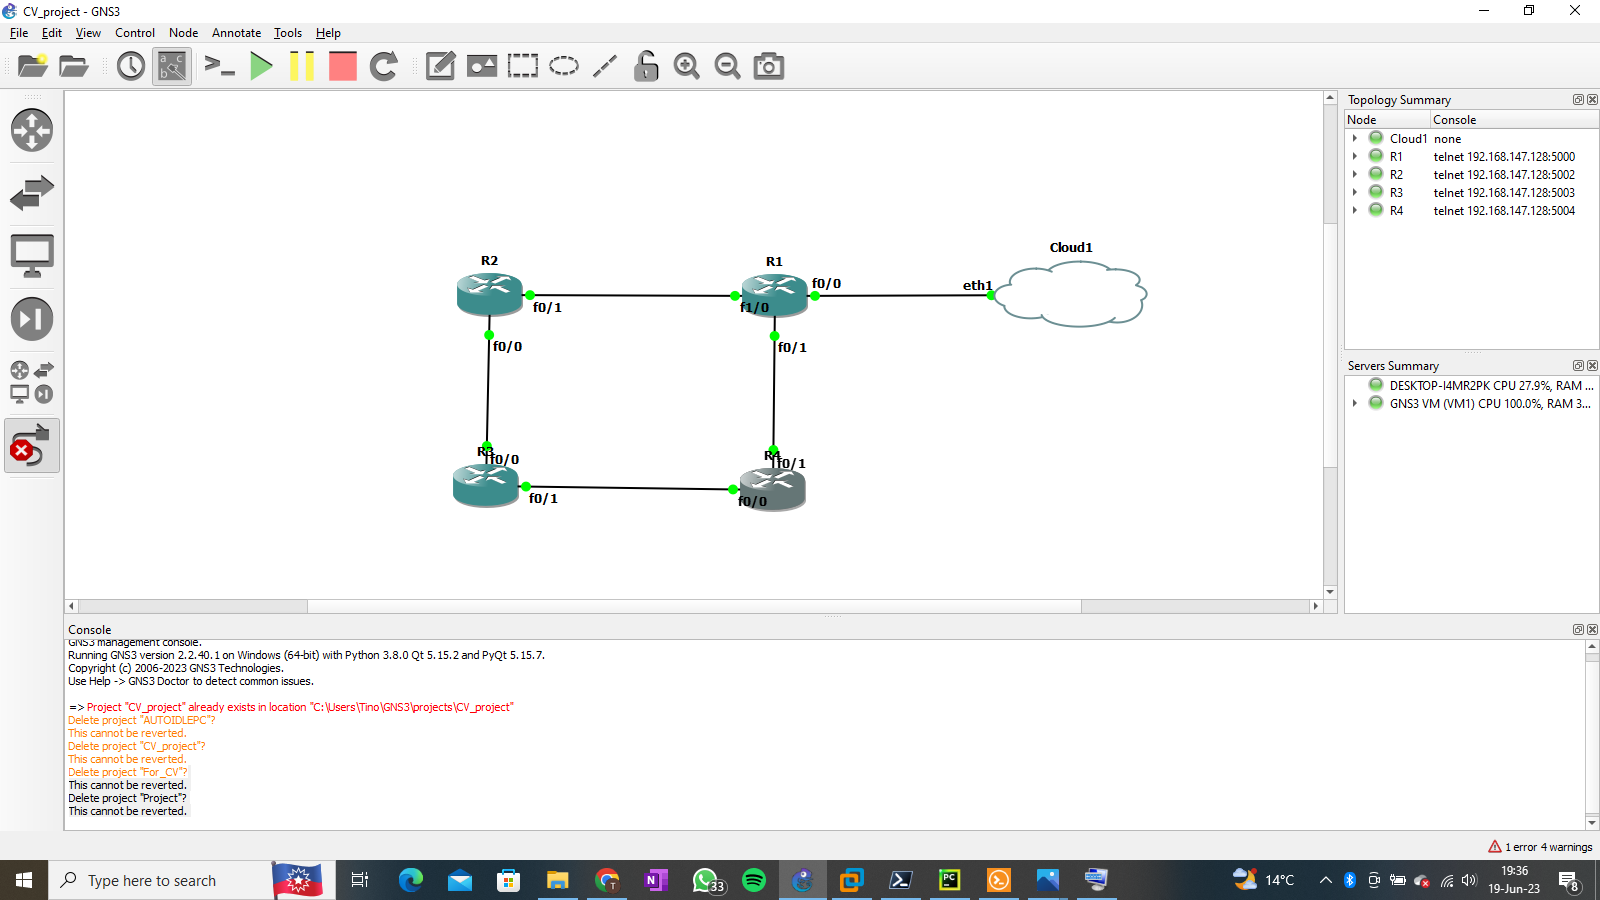 CV_project - GNS3
File Edit View Control Node Annotate Tools Help
Topology Summary
Node Console
Cloud1 none
R1 telnet 192.168.147.128:5000
R2 telnet 192.168.147.128:5002
R3 telnet 192.168.147.128:5003
R4 telnet 192.168.147.128:5004
Servers Summary
DESKTOP-I4MR2PK CPU 27.9%, RAM ...
GNS3 VM (VM1) CPU 100.0%, RAM 3...
Cloud1
R2
R1
f0/0
eth1
f0/1
f1/0
f0/0
f0/1
R3
f0/0
R4
f0/1
f0/1
f0/0
Console
GNS3 management console.
Running GNS3 version 2.2.40.1 on Windows (64-bit) with Python 3.8.0 Qt 5.15.2 and PyQt 5.15.7.
Copyright (c) 2006-2023 GNS3 Technologies.
Use Help -> GNS3 Doctor to detect common issues.
=> Project "CV_project" already exists in location "C:\Users\Tino\GNS3\projects\CV_project"
Delete project "AUTOIDLEPC"?
This cannot be reverted.
Delete project "CV_project"?
This cannot be reverted.
Delete project "For_CV"?
This cannot be reverted.
Delete project "Project"?
This cannot be reverted.
1 error 4 warnings
Type here to search
33
14°C
19:36
19-Jun-23
8